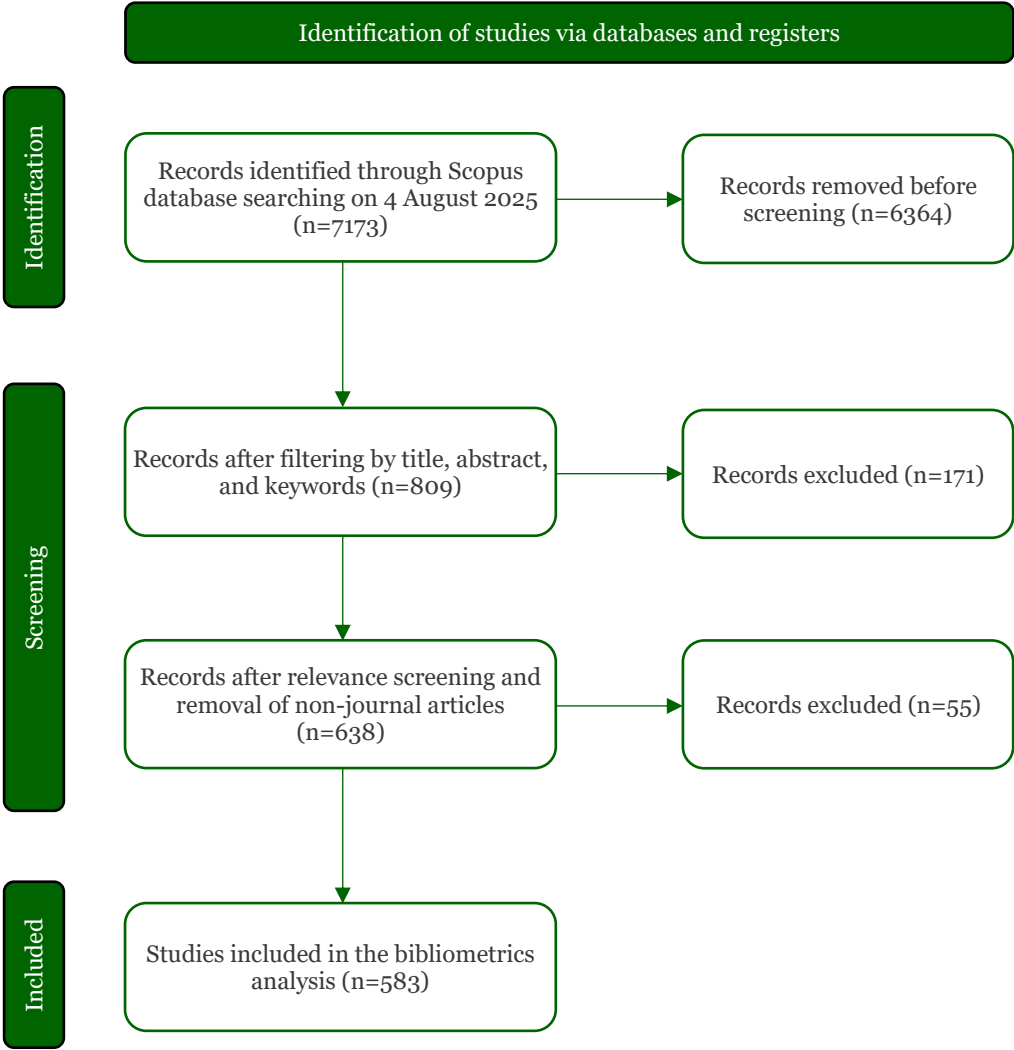 Identification of studies via databases and registers
Identification
Records identified through Scopus
database searching on 4 August 2025
(n=7173)
Records removed before
screening (n=6364)
Screening
Records after filtering by title, abstract,
and keywords (n=809)
Records excluded (n=171)
Records after relevance screening and
removal of non-journal articles
(n=638)
Records excluded (n=55)
Included
Studies included in the bibliometrics
analysis (n=583)